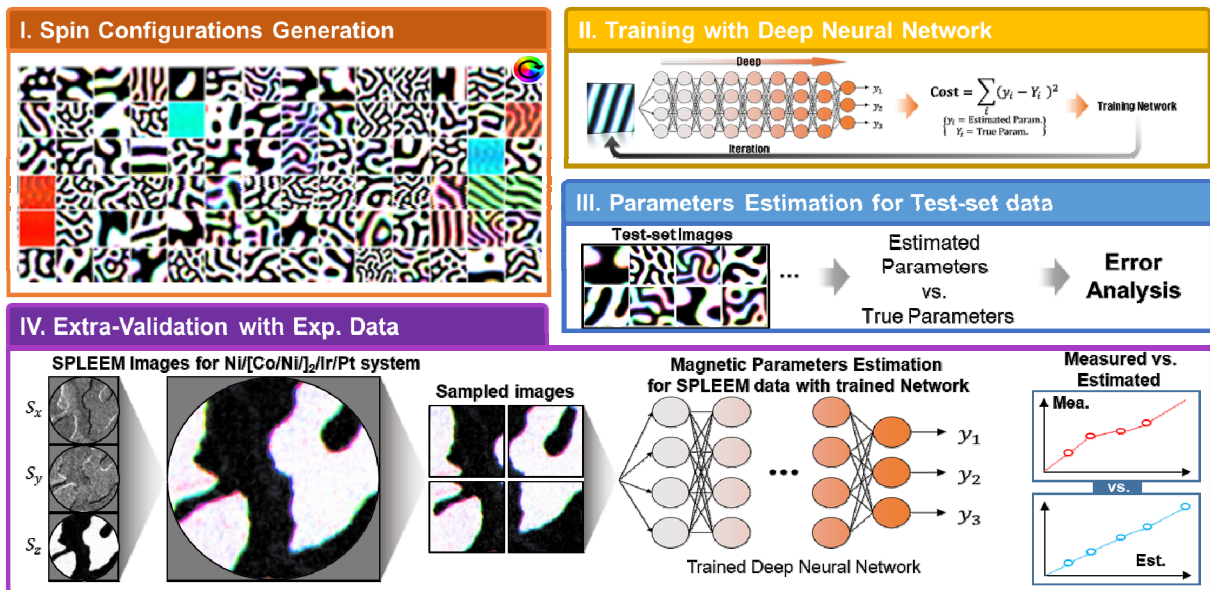 I. Spin Configurations Generation
II. Training with Deep Neural Network
Deep
y₁
y₂
y₃
Cost = ∑ᵢ(yᵢ − Yᵢ )²
{yᵢ = Estimated Param.}
{Yᵢ = True Param.}
Training Network
Iteration
III. Parameters Estimation for Test-set data
Test-set Images
...
Estimated
Parameters
vs.
True Parameters
Error
Analysis
IV. Extra-Validation with Exp. Data
SPLEEM Images for Ni/[Co/Ni/]₂/Ir/Pt system
Sₓ
Sᵧ
S_z
Sampled images
Magnetic Parameters Estimation
for SPLEEM data with trained Network
...
y₁
y₂
y₃
Trained Deep Neural Network
Measured vs.
Estimated
Mea.
vs.
Est.